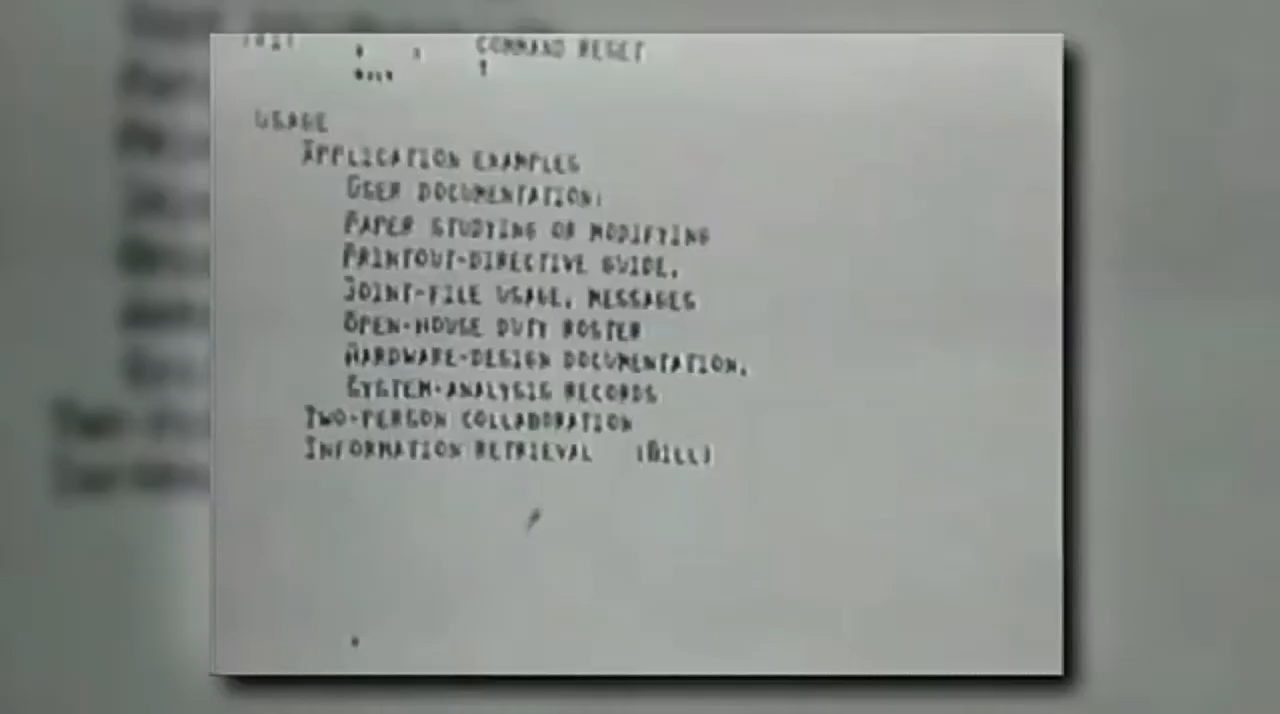 COMMAND RESET
USAGE
APPLICATION EXAMPLES
USER DOCUMENTATION:
PAPER STUDYING OR MODIFYING
PRINTOUT-DIRECTIVE GUIDE,
JOINT-FILE USAGE, MESSAGES
OPEN-HOUSE DUTY ROSTER
HARDWARE-DESIGN DOCUMENTATION,
SYSTEM-ANALYSIS RECORDS
TWO-PERSON COLLABORATION
INFORMATION RETRIEVAL (BILL)